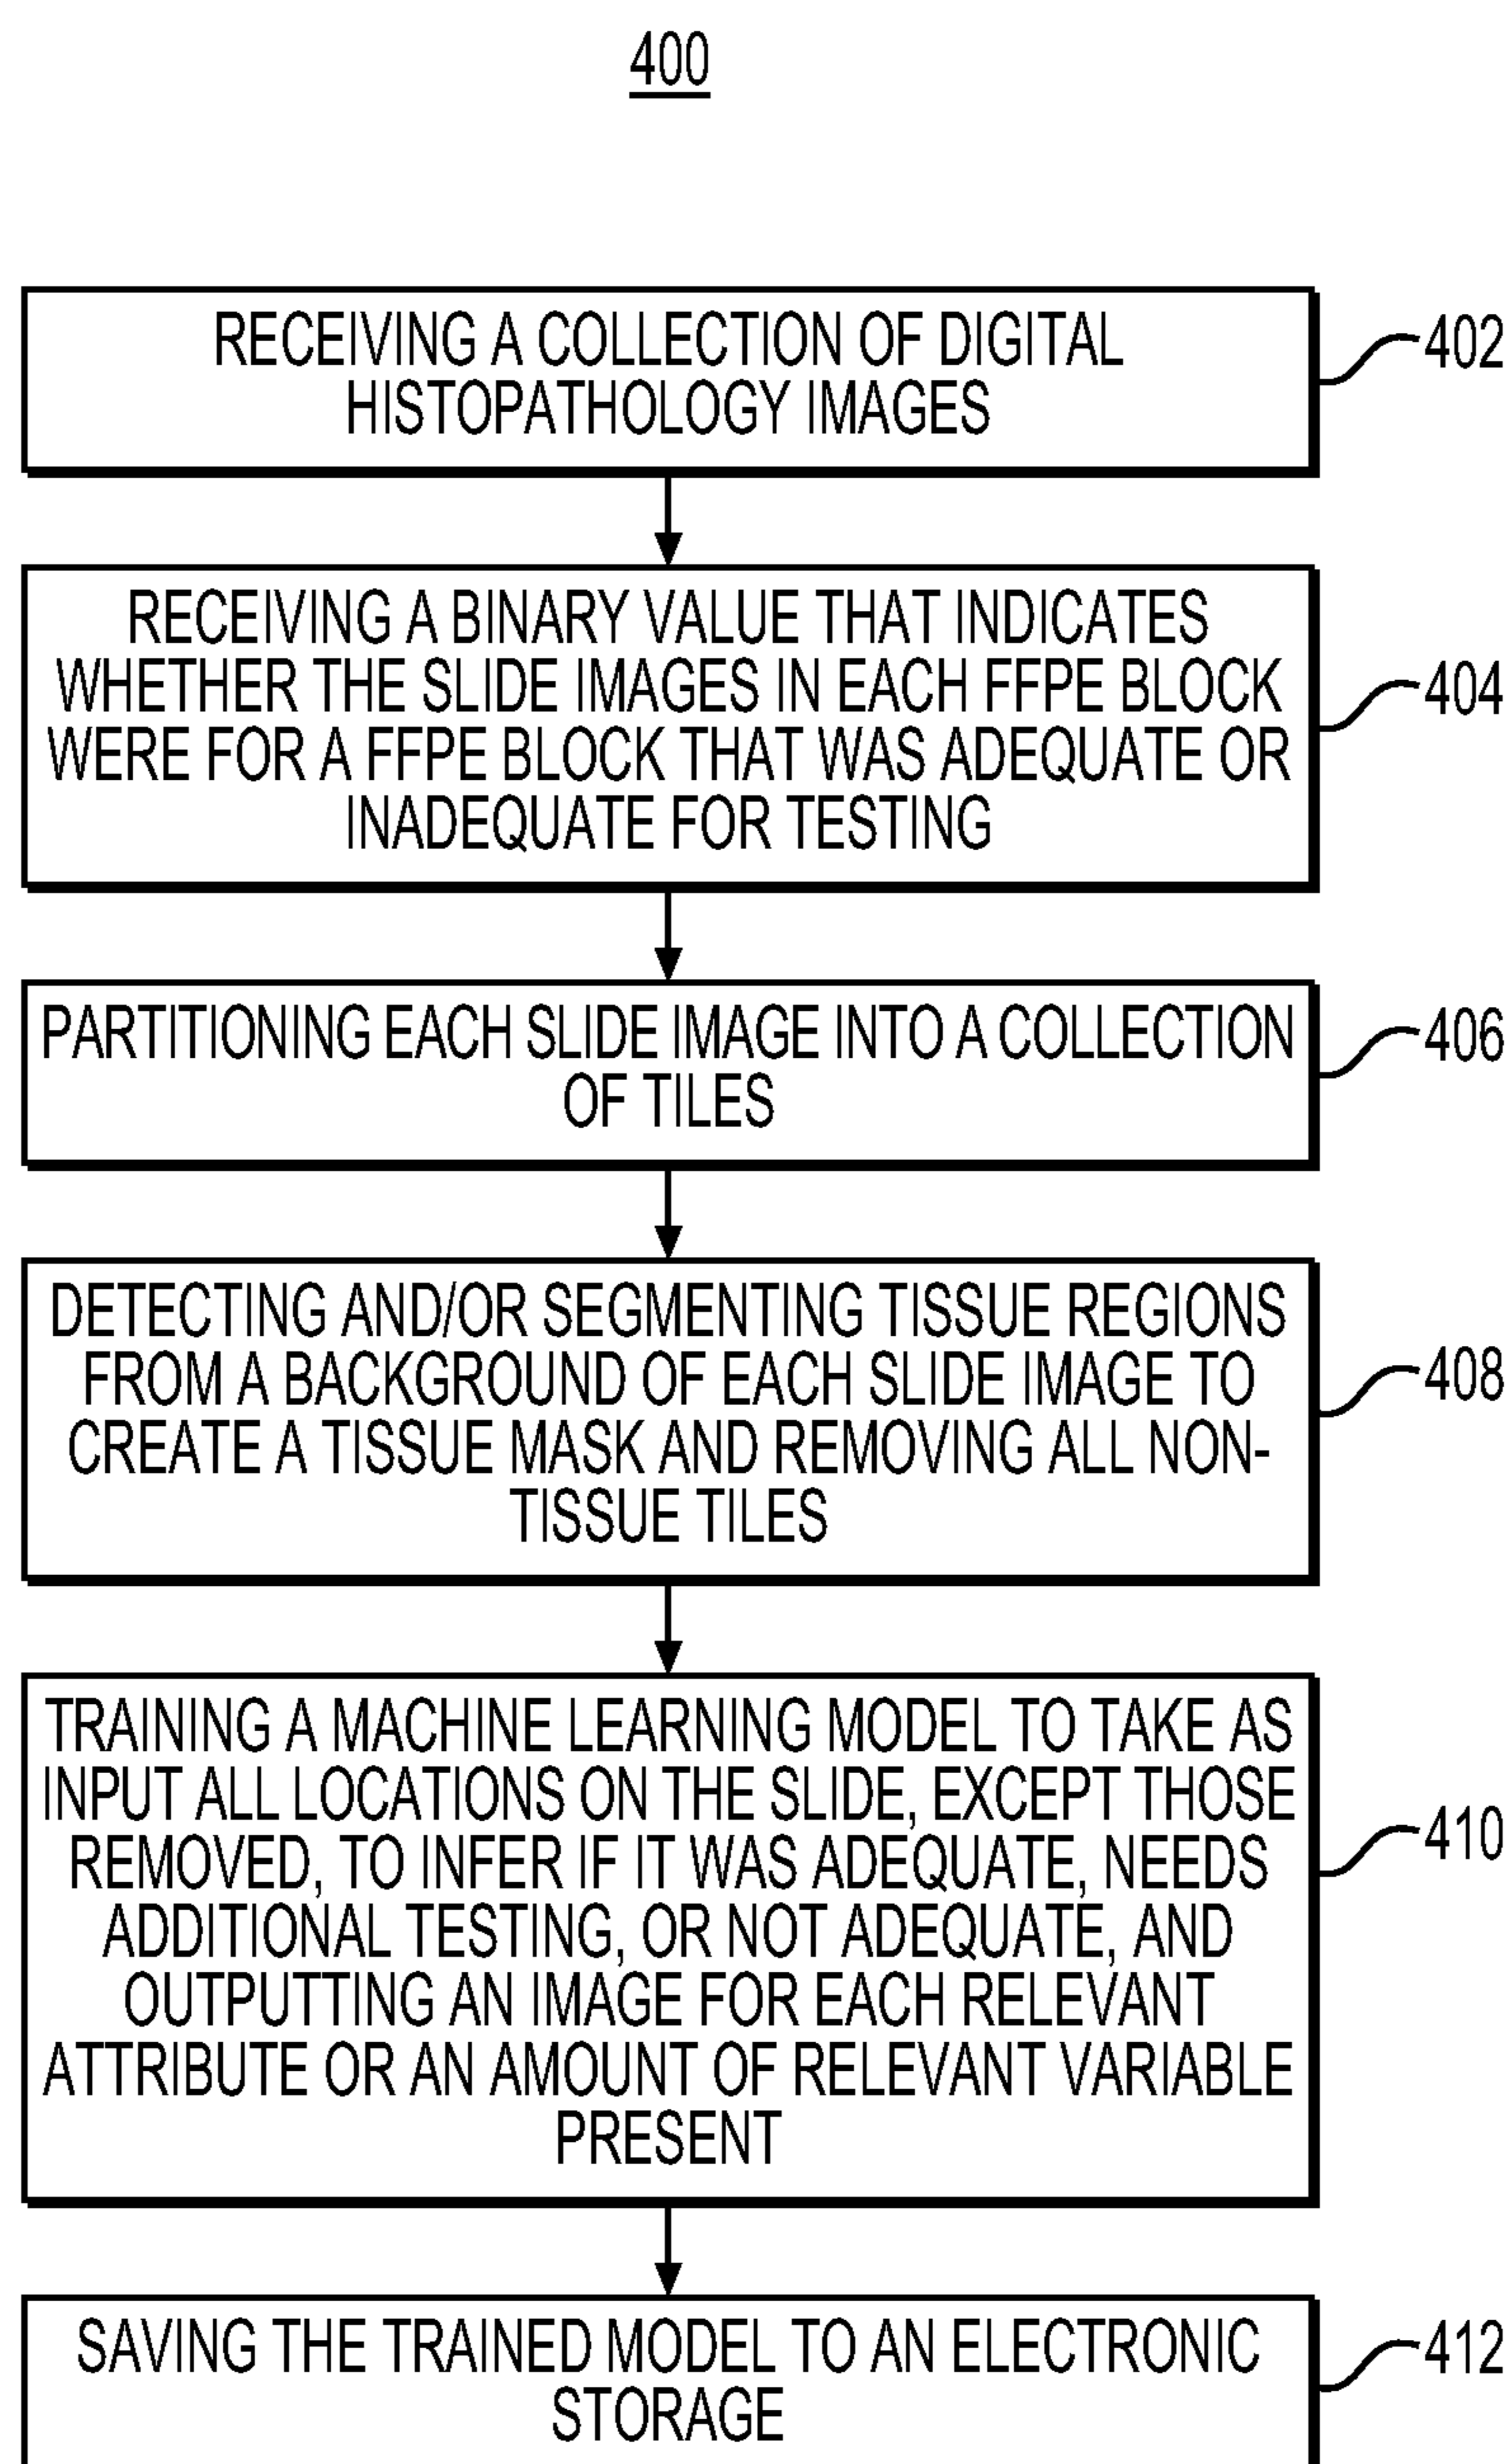 400
RECEIVING A COLLECTION OF DIGITAL
HISTOPATHOLOGY IMAGES
402
RECEIVING A BINARY VALUE THAT INDICATES
WHETHER THE SLIDE IMAGES IN EACH FFPE BLOCK
WERE FOR A FFPE BLOCK THAT WAS ADEQUATE OR
INADEQUATE FOR TESTING
404
PARTITIONING EACH SLIDE IMAGE INTO A COLLECTION
OF TILES
406
DETECTING AND/OR SEGMENTING TISSUE REGIONS
FROM A BACKGROUND OF EACH SLIDE IMAGE TO
CREATE A TISSUE MASK AND REMOVING ALL NON-
TISSUE TILES
408
TRAINING A MACHINE LEARNING MODEL TO TAKE AS
INPUT ALL LOCATIONS ON THE SLIDE, EXCEPT THOSE
REMOVED, TO INFER IF IT WAS ADEQUATE, NEEDS
ADDITIONAL TESTING, OR NOT ADEQUATE, AND
OUTPUTTING AN IMAGE FOR EACH RELEVANT
ATTRIBUTE OR AN AMOUNT OF RELEVANT VARIABLE
PRESENT
410
SAVING THE TRAINED MODEL TO AN ELECTRONIC
STORAGE
412